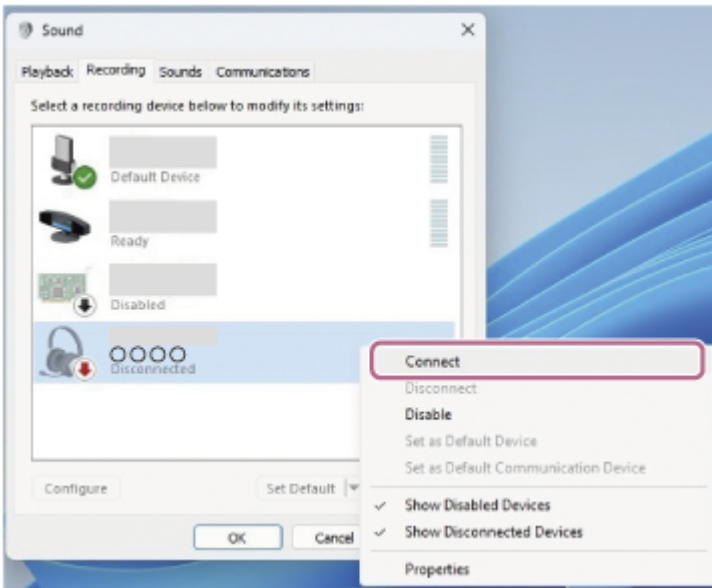 Sound
Playback Recording Sounds Communications
Select a recording device below to modify its settings:
Default Device
Ready
Disabled
OOOO
Disconnected
Connect
Disconnect
Disable
Set as Default Device
Set as Default Communication Device
Configure
Set Default
Show Disabled Devices
Show Disconnected Devices
OK
Cancel
Properties